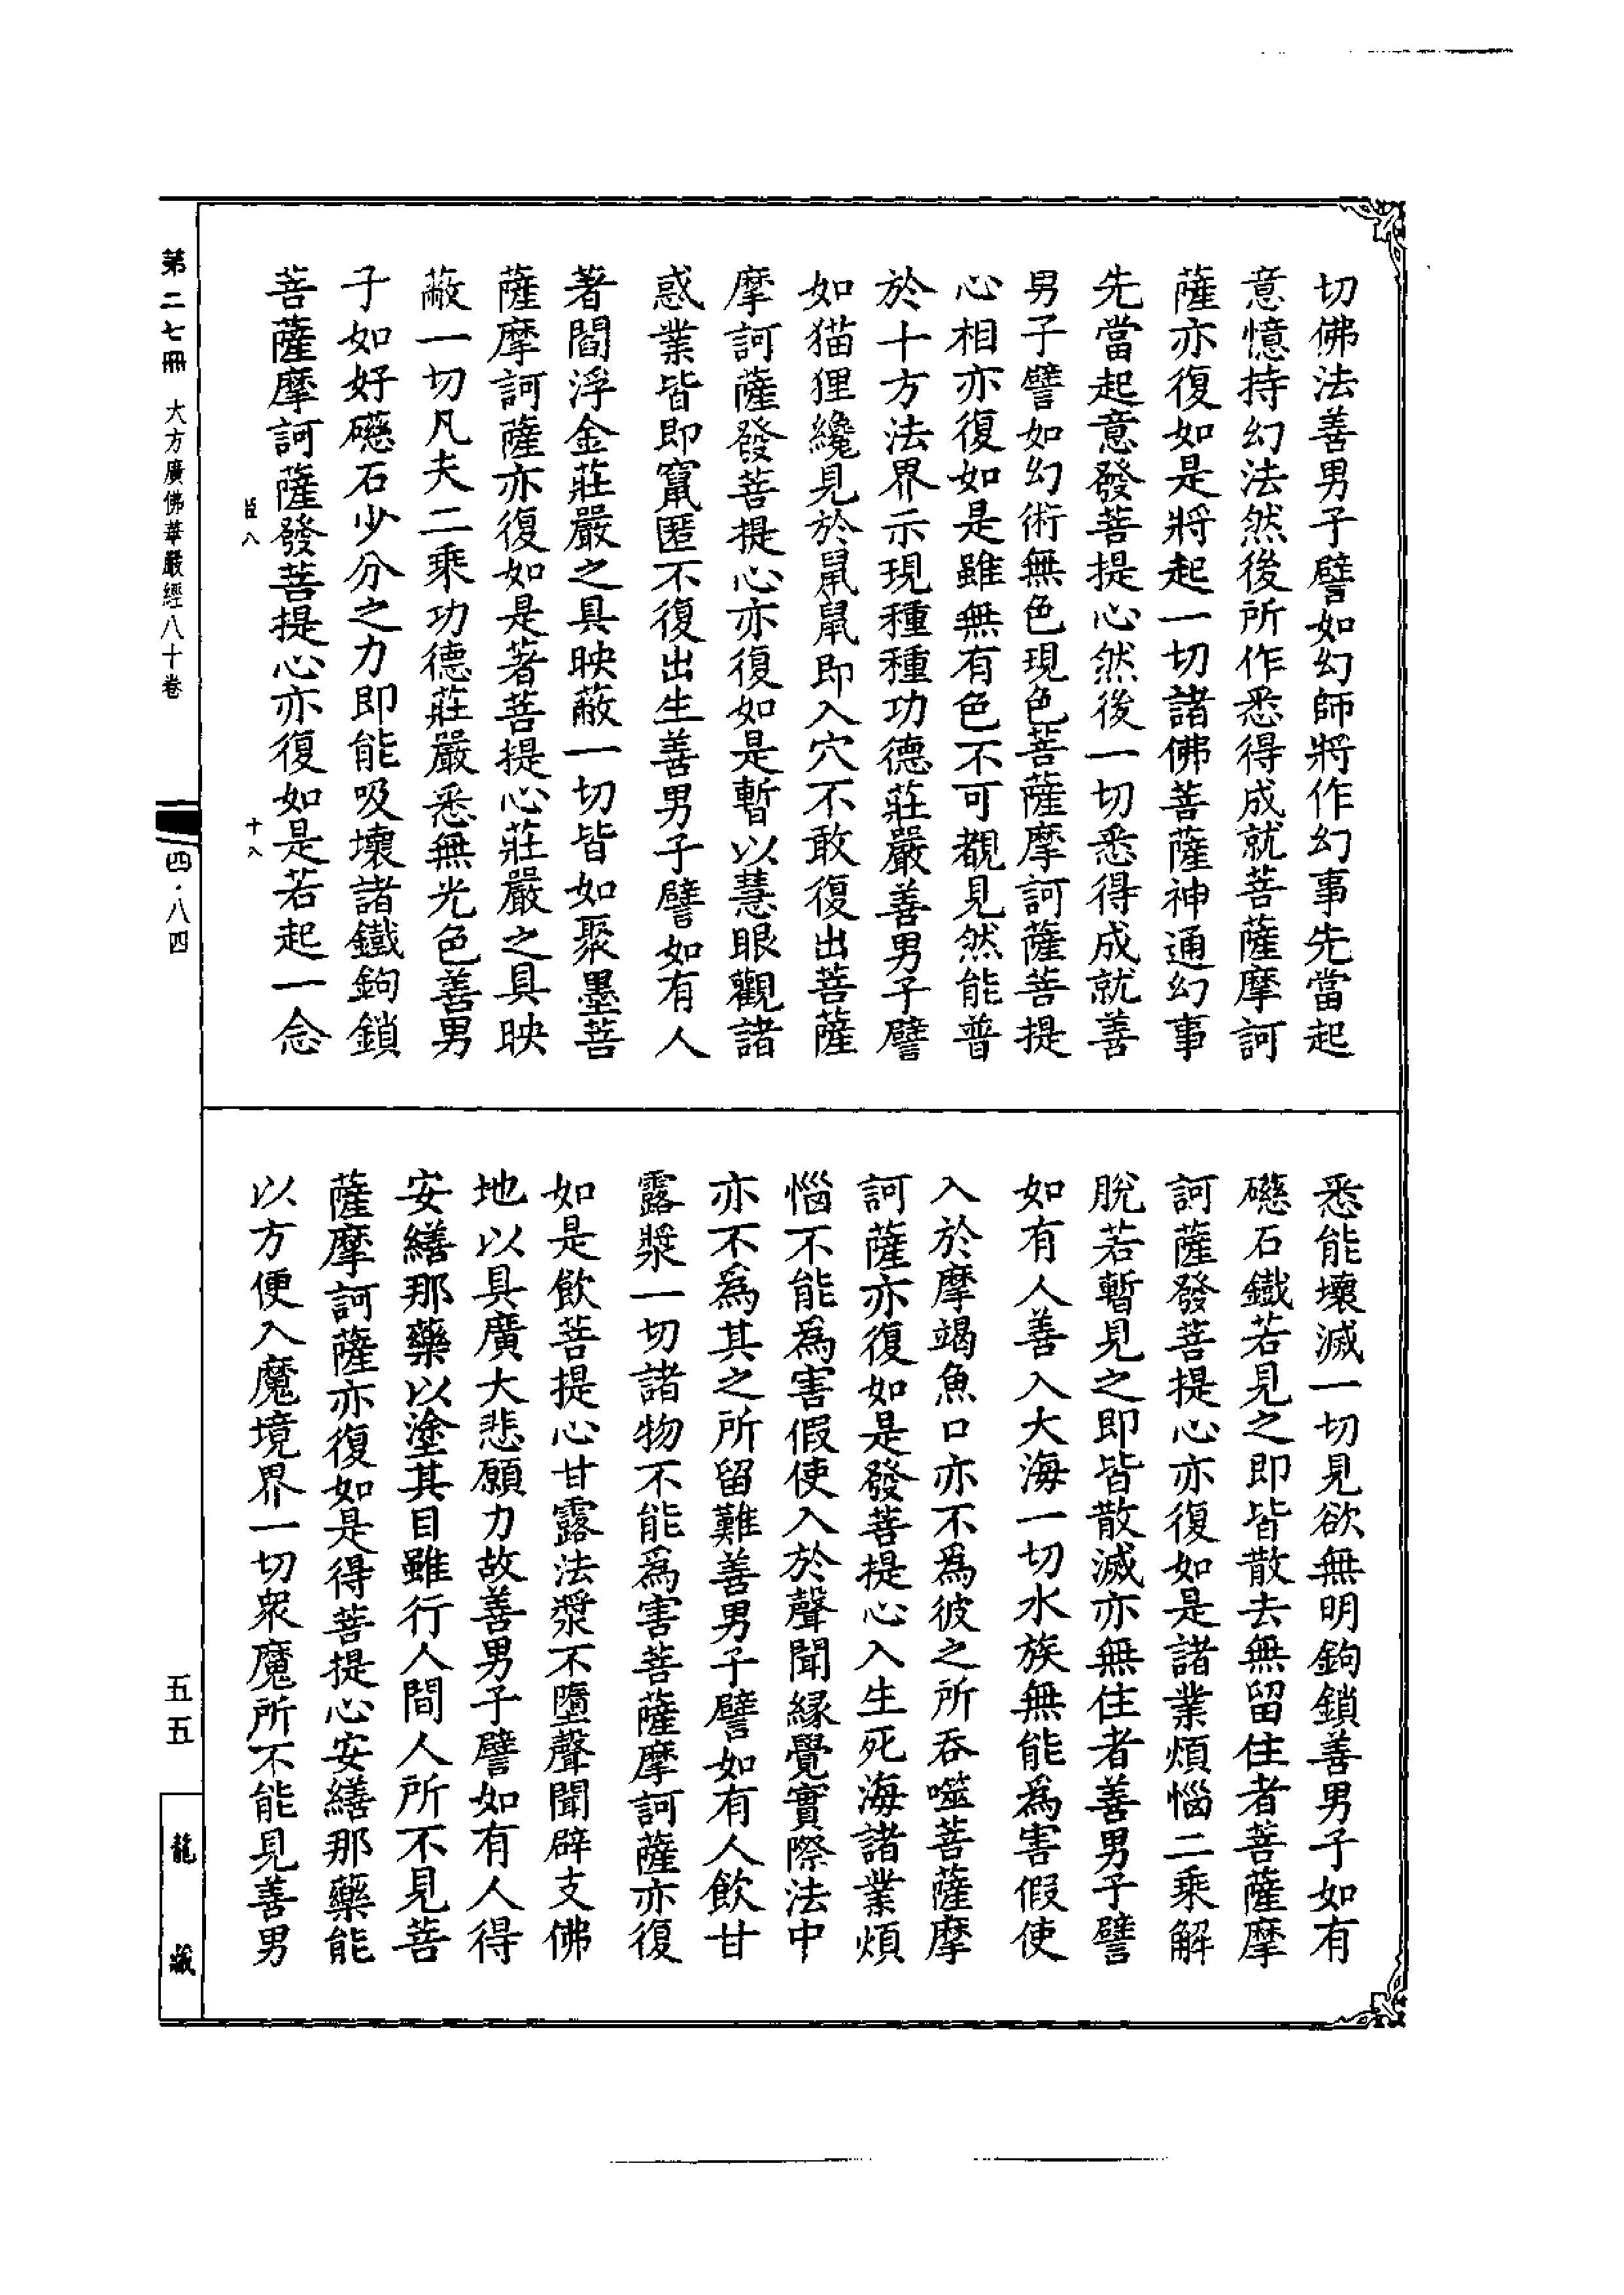 切佛法善男子譬如幻師將作幻事先當起
意憶持幻法然後所作悉得成就菩薩摩訶
薩亦復如是將起一切諸佛菩薩神通幻事
先當起意發菩提心然後一切悉得成就善
男子譬如幻術無色現色菩薩摩訶薩菩提
心相亦復如是雖無有色不可覩見然能普
於十方法界示現種種功德莊嚴善男子譬
如猫狸纔見於鼠鼠即入穴不敢復出菩薩
摩訶薩發菩提心亦復如是暫以慧眼觀諸
惑業皆即竄匿不復出生善男子譬如有人
著閻浮金莊嚴之具映蔽一切皆如聚墨菩
薩摩訶薩亦復如是著菩提心莊嚴之具映
蔽一切凡夫二乘功德莊嚴悉無光色善男
子如好礠石少分之力即能吸壞諸鐵鉤鎖
菩薩摩訶薩發菩提心亦復如是若起一念
臣八
十八
悉能壞滅一切見欲無明鉤鎖善男子如有
礠石鐵若見之即皆散去無留住者菩薩摩
訶薩發菩提心亦復如是諸業煩惱二乘解
脫若暫見之即皆散滅亦無住者善男子譬
如有人善入大海一切水族無能爲害假使
入於摩竭魚口亦不爲彼之所吞噬菩薩摩
訶薩亦復如是發菩提心入生死海諸業煩
惱不能爲害假使入於聲聞緣覺實際法中
亦不爲其之所留難善男子譬如有人飲甘
露漿一切諸物不能爲害菩薩摩訶薩亦復
如是飲菩提心甘露法漿不墮聲聞辟支佛
地以具廣大悲願力故善男子譬如有人得
安繕那藥以塗其目雖行人間人所不見菩
薩摩訶薩亦復如是得菩提心安繕那藥能
以方便入魔境界一切衆魔所不能見善男
第二七冊 大方廣佛華嚴經八十卷
四·八四
五五
龍藏